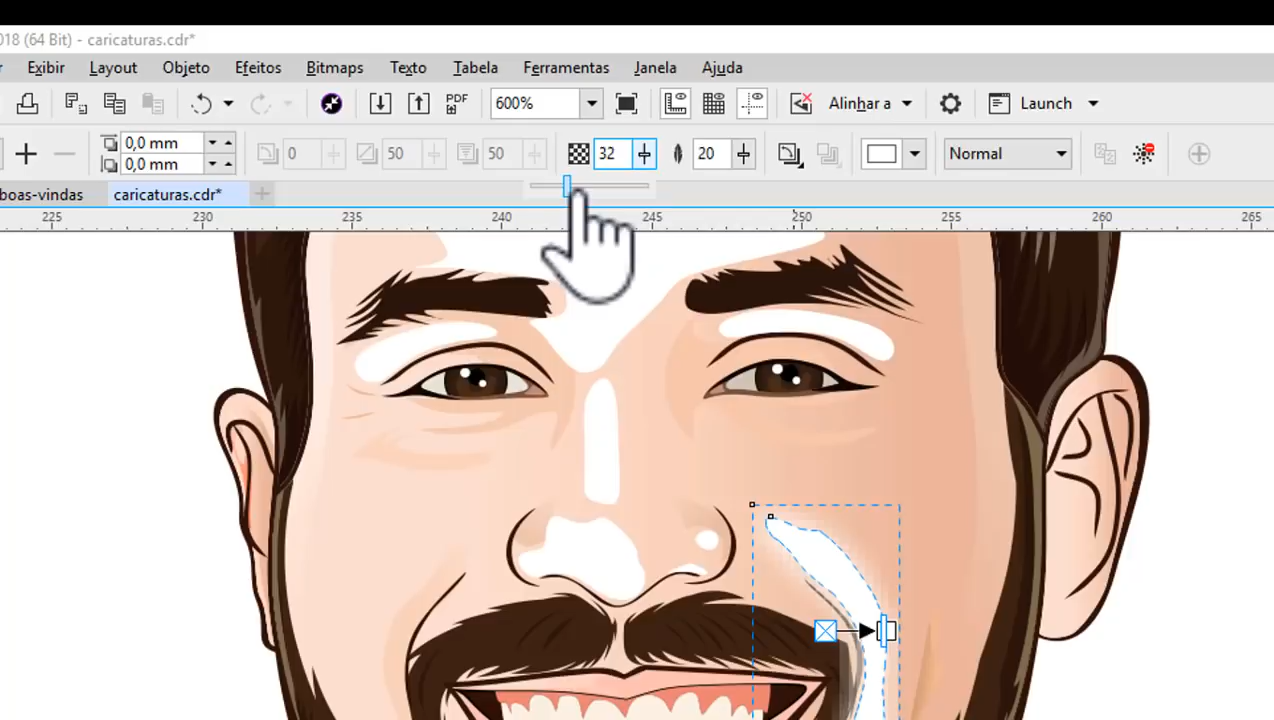 018 (64 Bit) - caricaturas.cdr*
Exibir Layout Objeto Efeitos Bitmaps Texto Tabela Ferramentas Janela Ajuda
PDF 600% Alinhar a Launch
0,0 mm
0,0 mm
0 50 50 32 20 Normal
boas-vindas caricaturas.cdr*
225 230 235 240 245 250 255 260 265